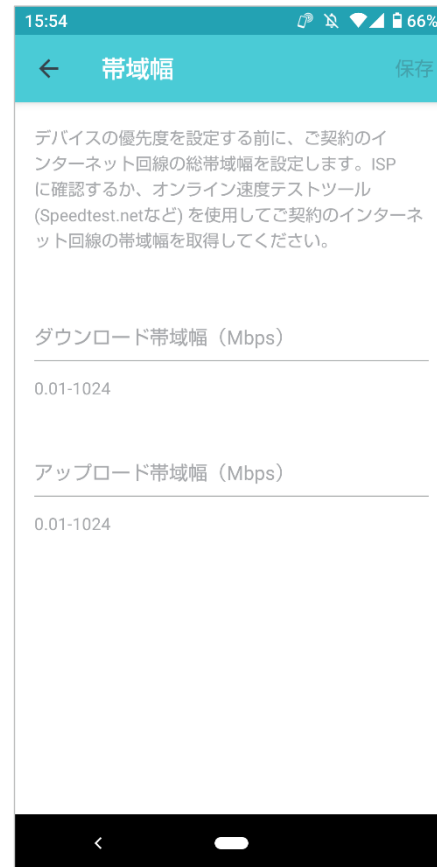 15:54 66%
帯域幅 保存
デバイスの優先度を設定する前に、ご契約のイ
ンターネット回線の総帯域幅を設定します。ISP
に確認するか、オンライン速度テストツール
(Speedtest.netなど) を使用してご契約のインターネ
ット回線の帯域幅を取得してください。
ダウンロード帯域幅（Mbps）
0.01-1024
アップロード帯域幅（Mbps）
0.01-1024